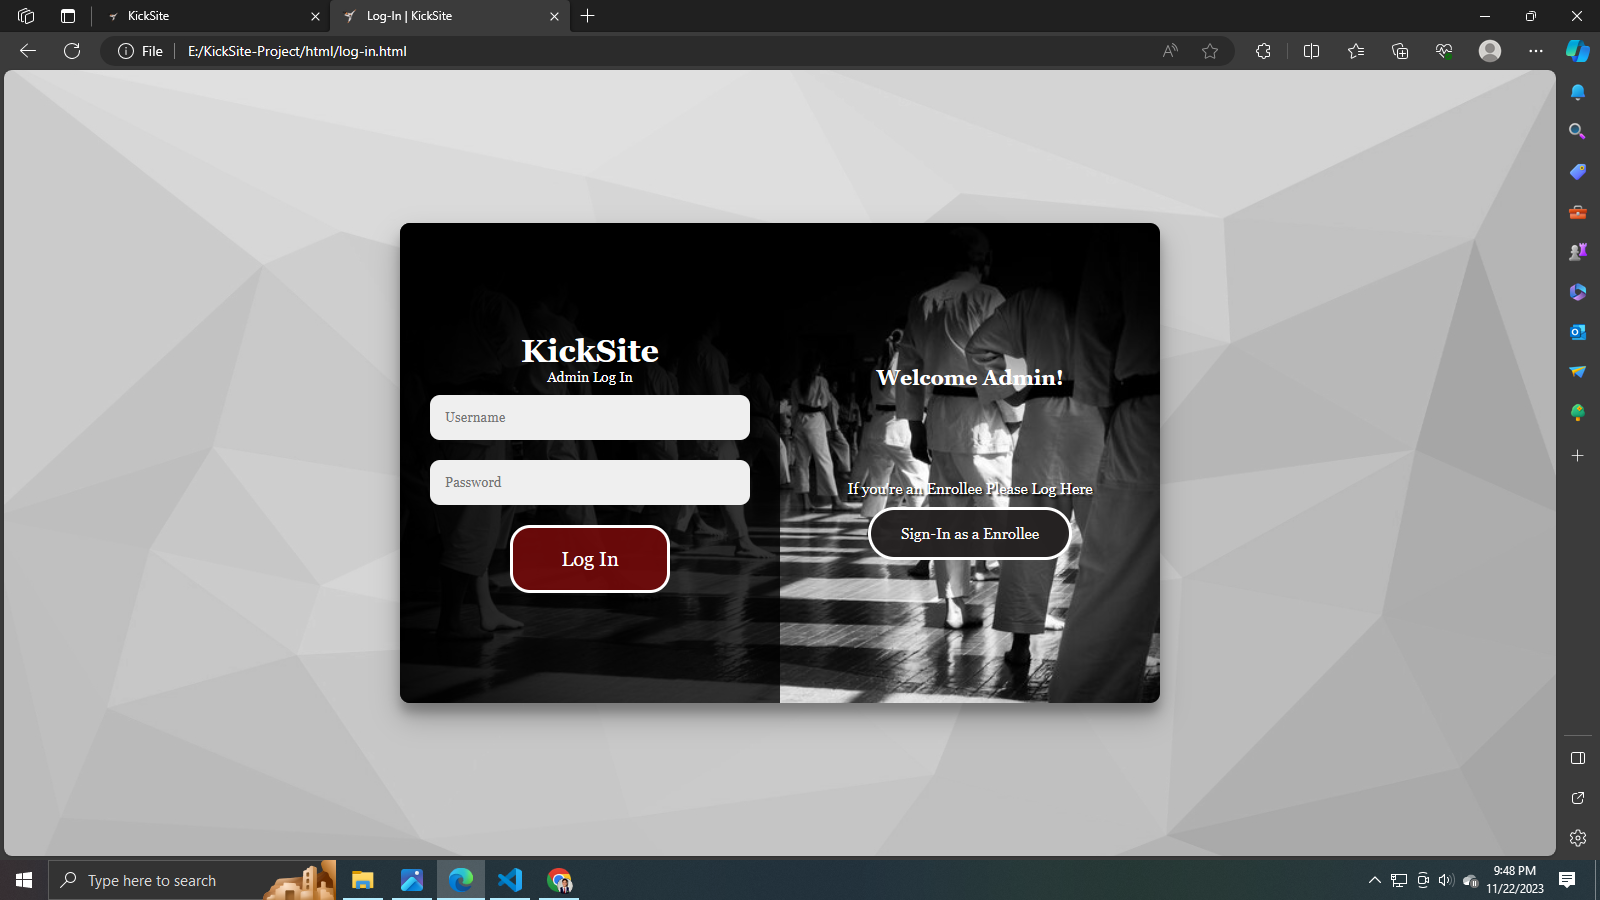 KickSite
Log-In | KickSite
File
E:/KickSite-Project/html/log-in.html
KickSite
Admin Log In
Username
Password
Log In
Welcome Admin!
If you're an Enrollee Please Log Here
Sign-In as a Enrollee
Type here to search
9:48 PM
11/22/2023